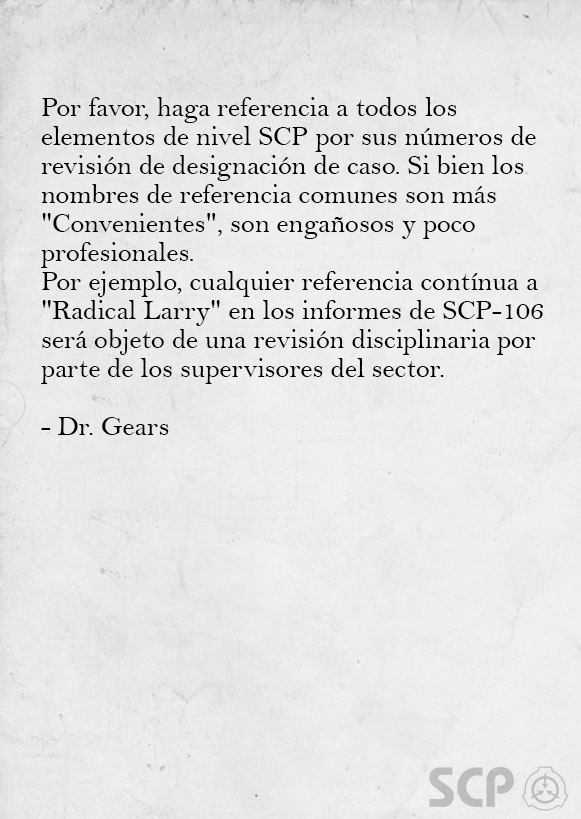 Por favor, haga referencia a todos los
elementos de nivel SCP por sus números de
revisión de designación de caso. Si bien los
nombres de referencia comunes son más
"Convenientes", son engañosos y poco
profesionales.
Por ejemplo, cualquier referencia contínua a
"Radical Larry" en los informes de SCP-106
será objeto de una revisión disciplinaria por
parte de los supervisores del sector.
- Dr. Gears
SCP